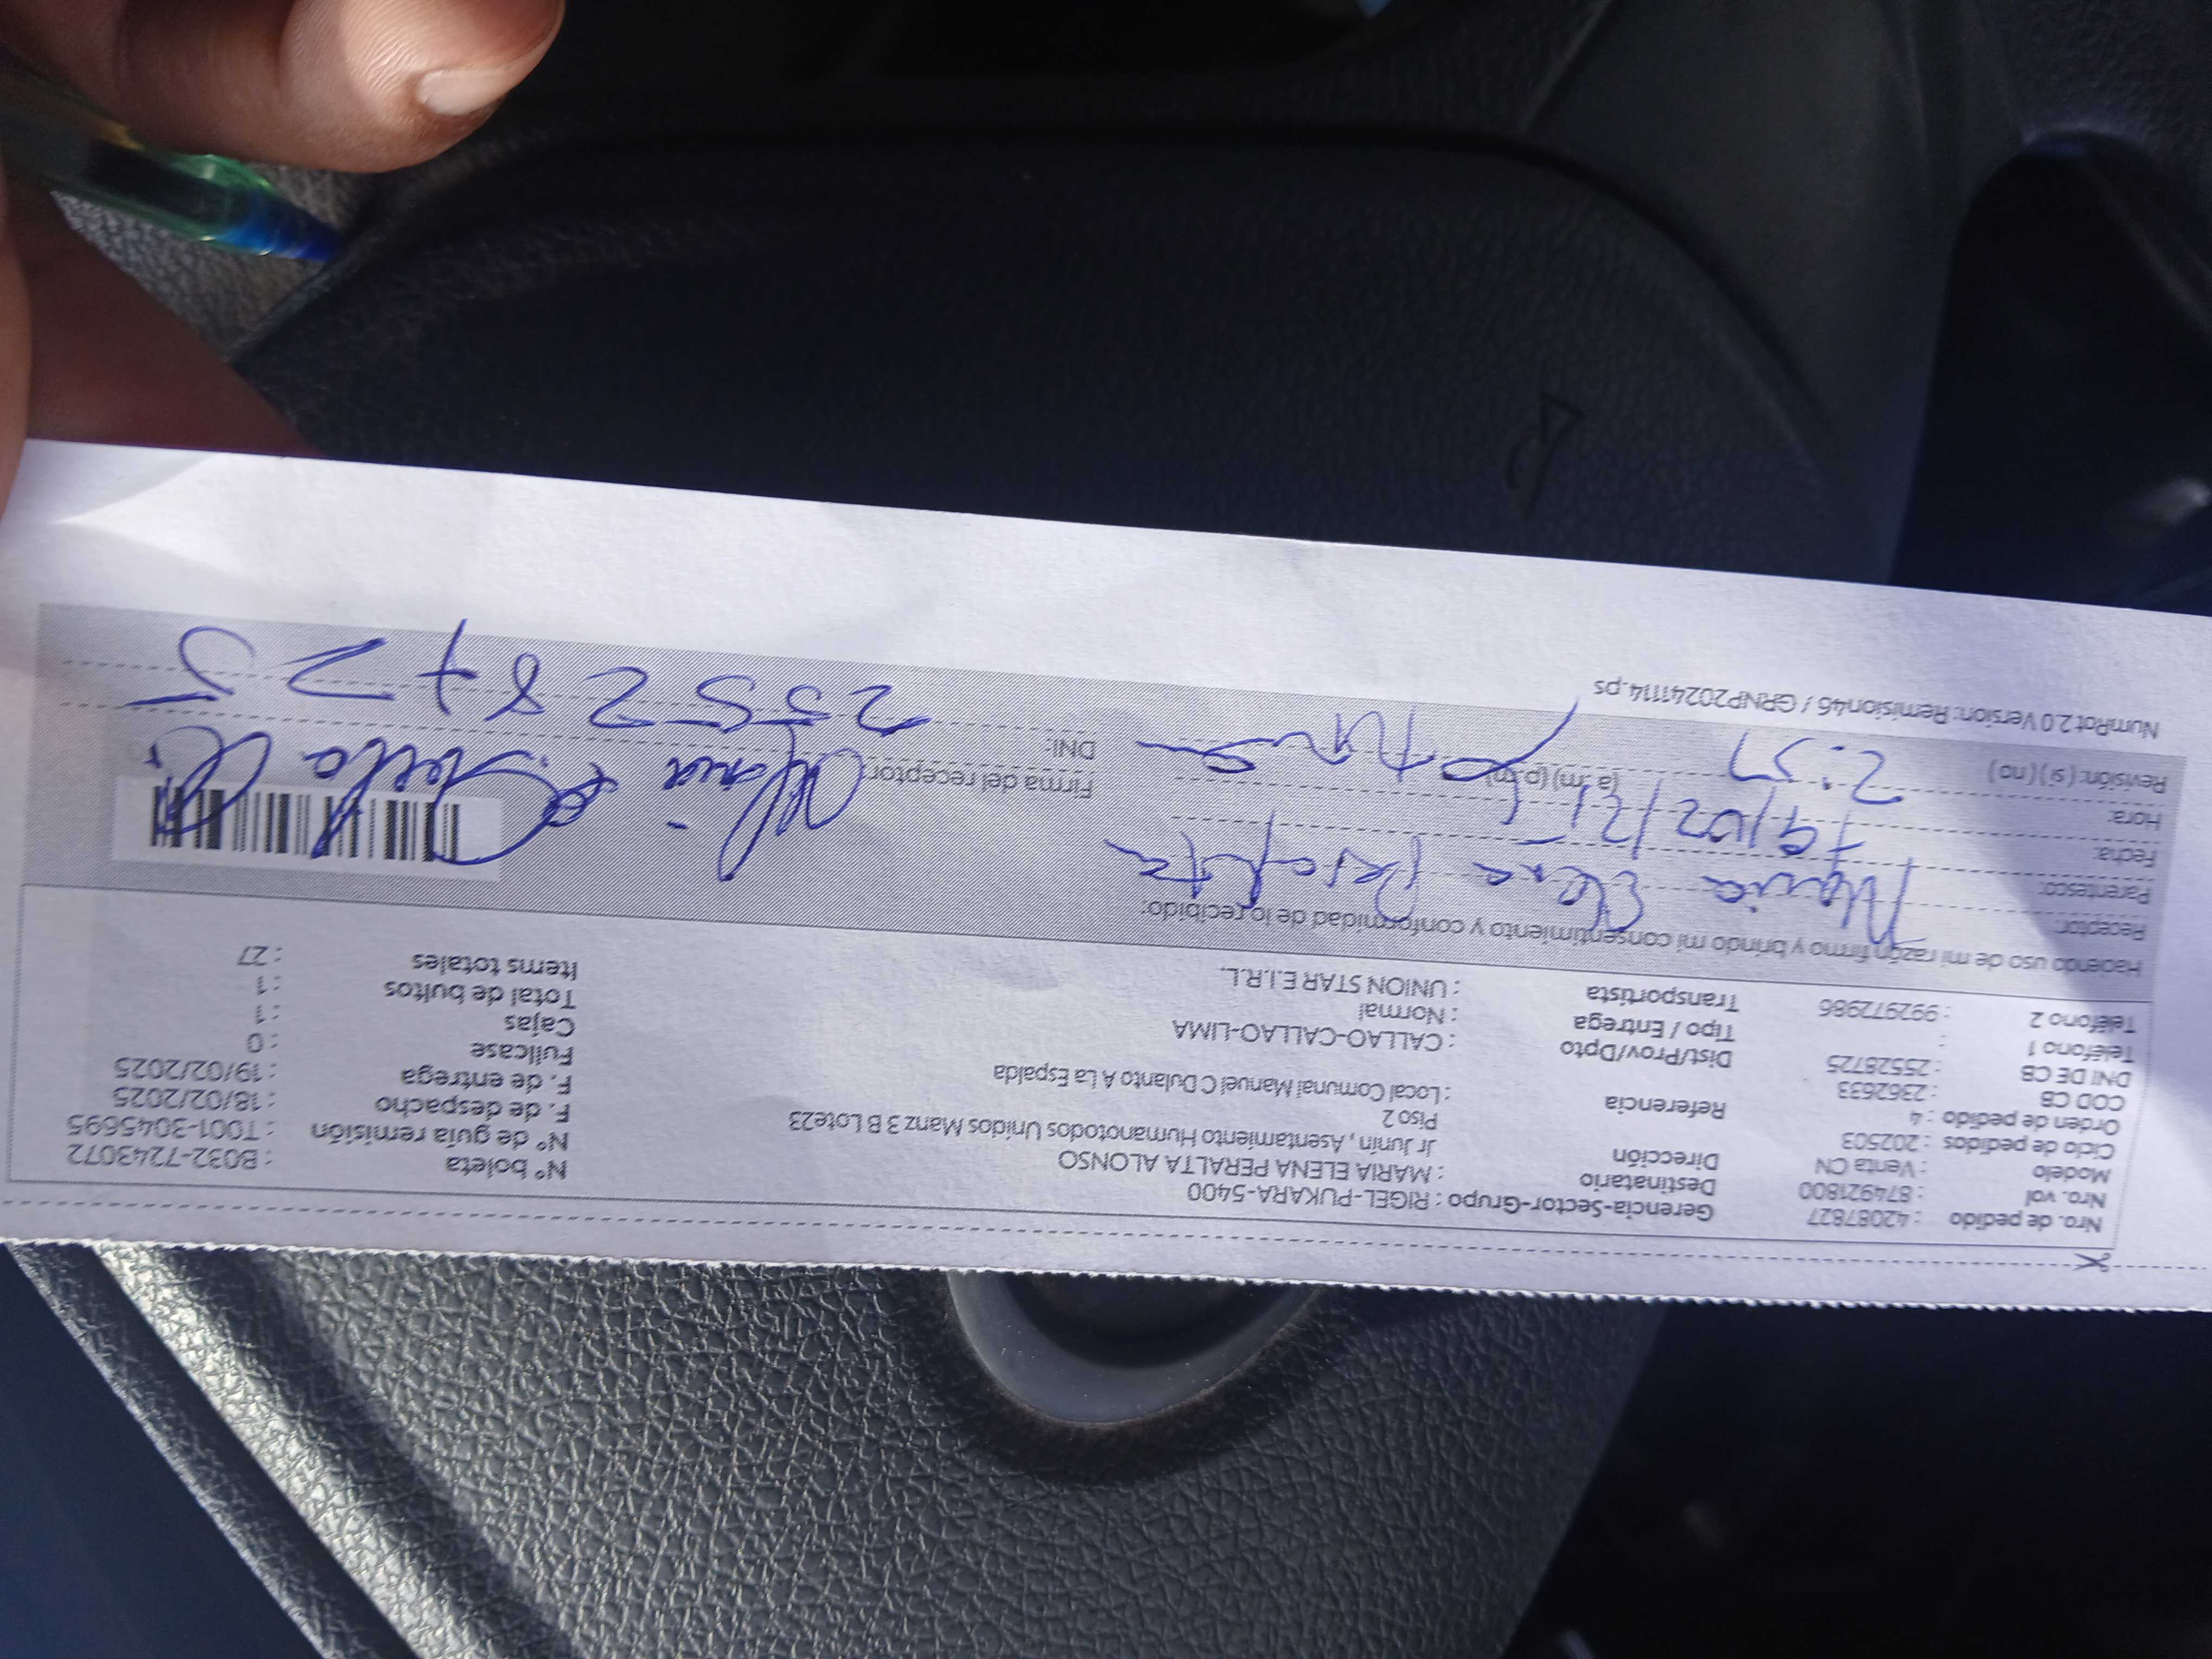 Nro. de pedido : 42087827
Nro. vol : 874921800
Modelo : Venta CN
Ciclo de pedidos : 202503
Orden de pedido : 4
COD CB : 2362633
DNI DE CB : 25528725
Teléfono 1 :
Teléfono 2 : 992972986
Gerencia-Sector-Grupo : RIGEL-PUKARA-5400
Destinatario : MARIA ELENA PERALTA ALONSO
Dirección Jr Junin, Asentamiento Humanotodos Unidos Manz 3 B Lote23
Piso 2
Referencia : Local Comunal Manuel C Dulanto A La Espalda
Dist/Prov/Dpto : CALLAO-CALLAO-LIMA
Tipo / Entrega : Normal
Transportista : UNION STAR E.I.R.L.
N° boleta : B032-7243072
N° de guía remisión : T001-3045695
F. de despacho : 18/02/2025
F. de entrega : 19/02/2025
Fullcase : 0
Cajas : 1
Total de bultos : 1
Items totales : 27
Haciendo uso de mi razón firmo y brindo mi consentimiento y conformidad de lo recibido:
Receptor: Maria Elena Peralta
Parentesco:
Fecha: 19/02/
Hora: 2:57 (a.m) (p.m)
Revisión: (si) (no)
Firma del receptor
DNI: 25528725
NumRot 2.0 Version: Remision46 / GRNP20241114.ps